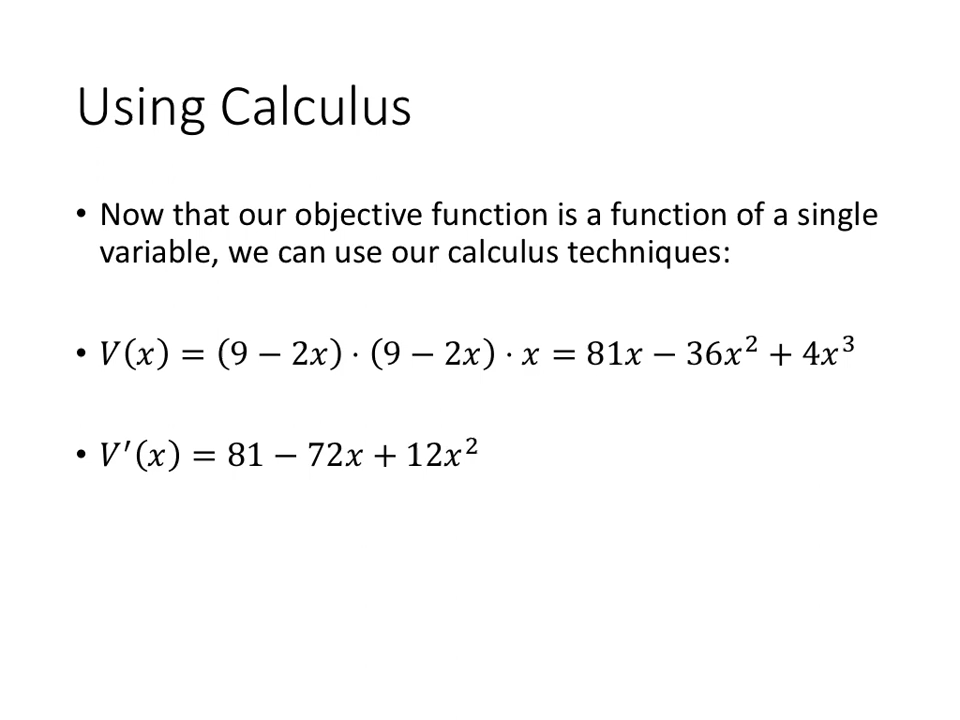 Using Calculus
• Now that our objective function is a function of a single
variable, we can use our calculus techniques:
• 𝑉(𝑥) = (9 − 2𝑥) · (9 − 2𝑥) · 𝑥 = 81𝑥 − 36𝑥² + 4𝑥³
• 𝑉′(𝑥) = 81 − 72𝑥 + 12𝑥²